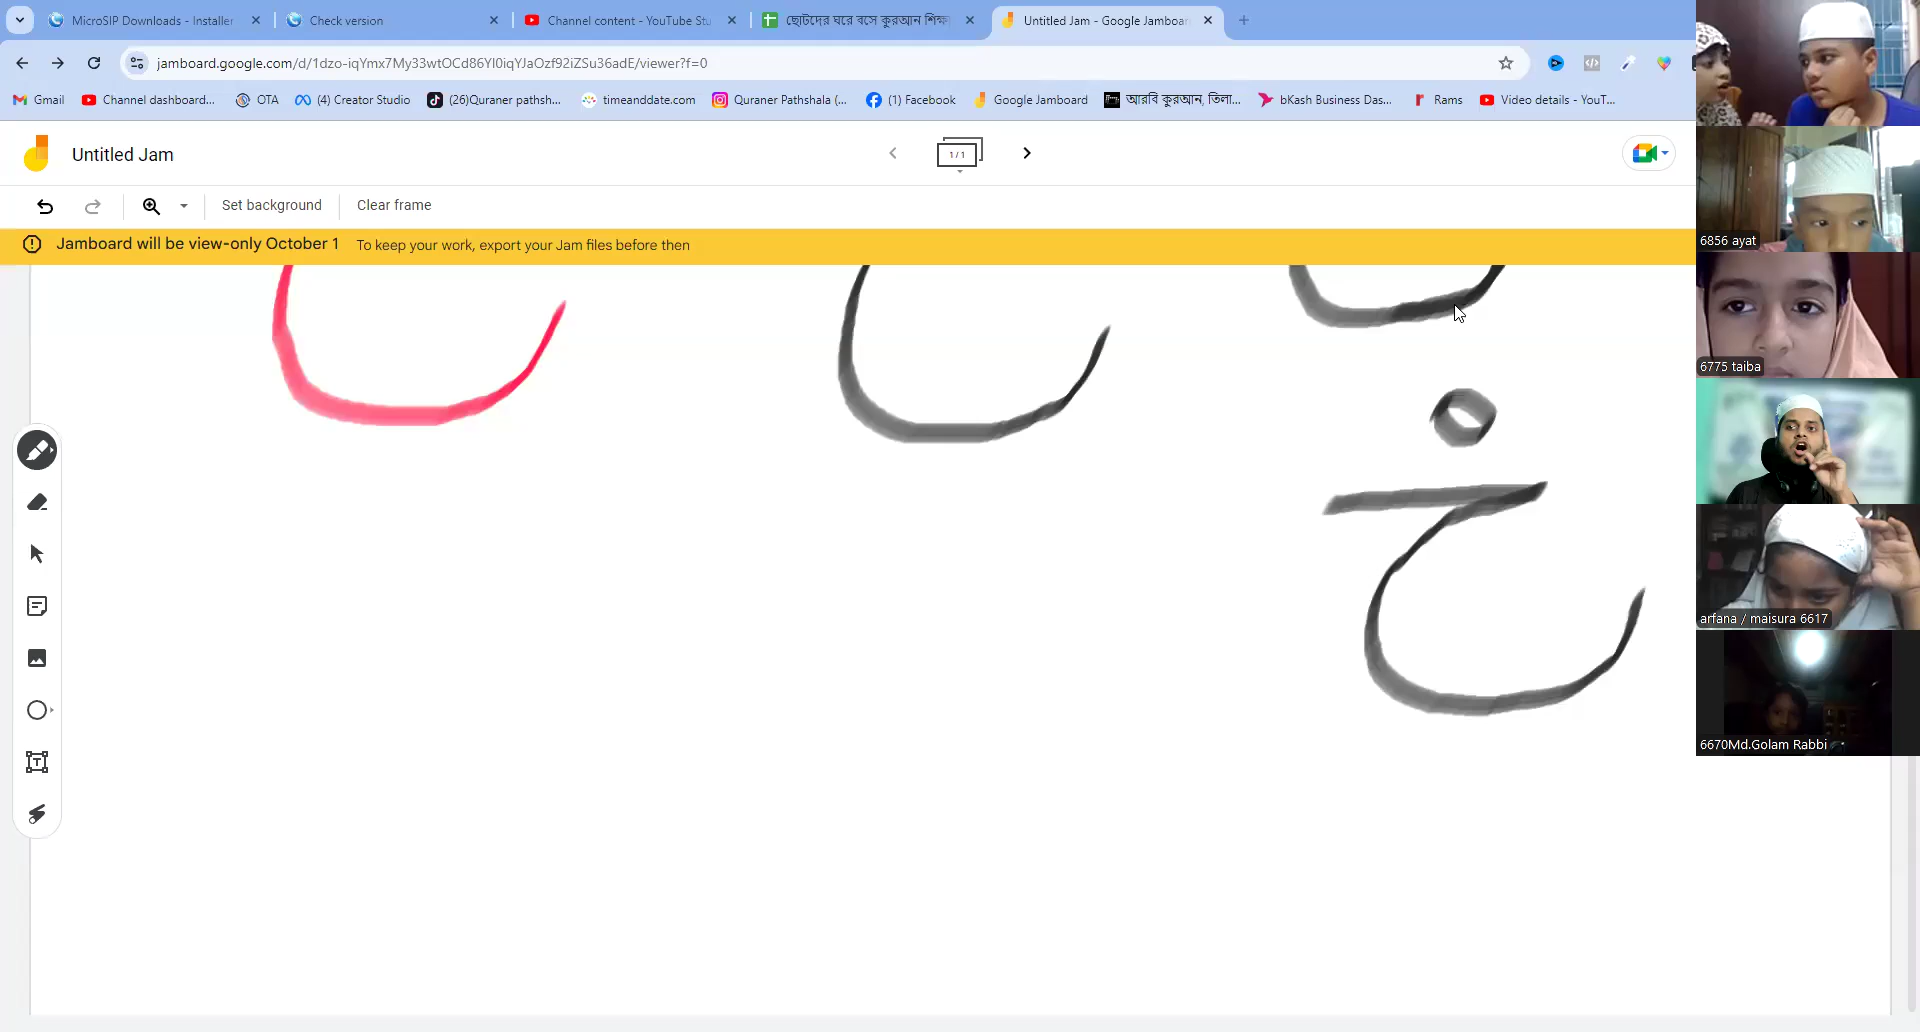 MicroSIP Downloads - Installer
Check version
Channel content - YouTube Stu
ছোটদের ঘরে বসে কুরআন শিক্ষ
Untitled Jam - Google Jamboar
jamboard.google.com/d/1dzo-iqYmx7My33wtOCd86Yl0iqYJaOzf92iZSu36adE/viewer?f=0
Gmail
Channel dashboard...
OTA
(4) Creator Studio
(26)Quraner pathsh...
timeanddate.com
Quraner Pathshala (...
(1) Facebook
Google Jamboard
আরবি কুরআন, তিলা...
bKash Business Das...
Rams
Video details - YouT...
Untitled Jam
1 / 1
Set background
Clear frame
Jamboard will be view-only October 1 To keep your work, export your Jam files before then
خ
6856 ayat
6775 taiba
arfana / maisura 6617
6670Md.Golam Rabbi